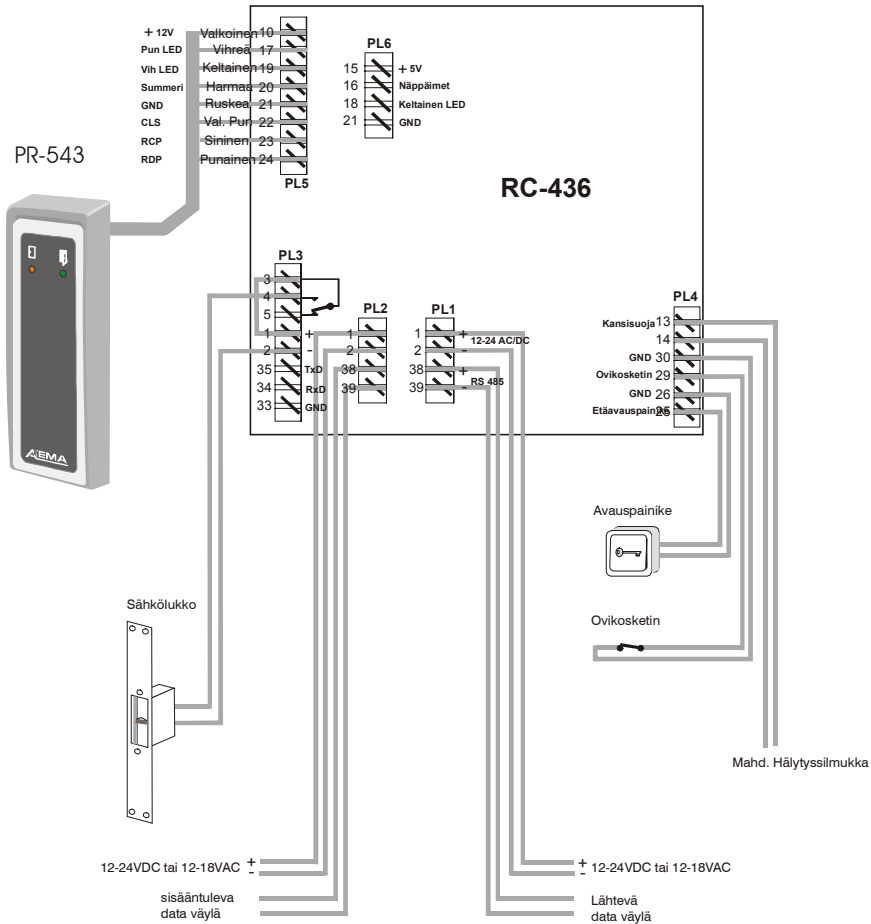 + 12V Valkoinen 10
Pun LED Vihreä 17
Vih LED Keltainen 19
Summeri Harmaa 20
GND Ruskea 21
CLS Val. Pun 22
RCP Sininen 23
RDP Punainen 24
PL5
PL6
15 + 5V
16 Näppäimet
18 Keltainen LED
21 GND
PR-543
RC-436
PL3
3
4
5
1 +
2 -
35 TxD
34 RxD
33 GND
PL2
1
2
38
39
PL1
1 + 12-24 AC/DC
2 -
38 + RS 485
39 -
PL4
Kansisuoja 13
14
GND 30
Ovikosketin 29
GND 26
Etäavauspainike 25
Avauspainike
Sähkölukko
Ovikosketin
Mahd. Hälytyssilmukka
12-24VDC tai 12-18VAC + -
sisääntuleva
data väylä
+ - 12-24VDC tai 12-18VAC
Lähtevä
data väylä